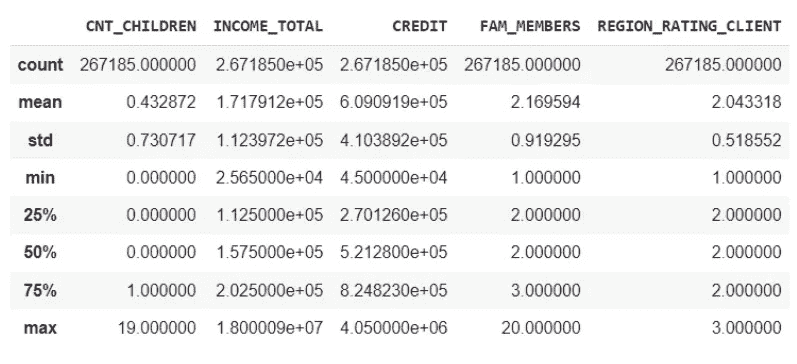 CNT_CHILDREN INCOME_TOTAL CREDIT FAM_MEMBERS REGION_RATING_CLIENT
count 267185.000000 2.671850e+05 2.671850e+05 267185.000000 267185.000000
mean 0.432872 1.717912e+05 6.090919e+05 2.169594 2.043318
std 0.730717 1.123972e+05 4.103892e+05 0.919295 0.518552
min 0.000000 2.565000e+04 4.500000e+04 1.000000 1.000000
25% 0.000000 1.125000e+05 2.701260e+05 2.000000 2.000000
50% 0.000000 1.575000e+05 5.212800e+05 2.000000 2.000000
75% 1.000000 2.025000e+05 8.248230e+05 3.000000 2.000000
max 19.000000 1.800009e+07 4.050000e+06 20.000000 3.000000